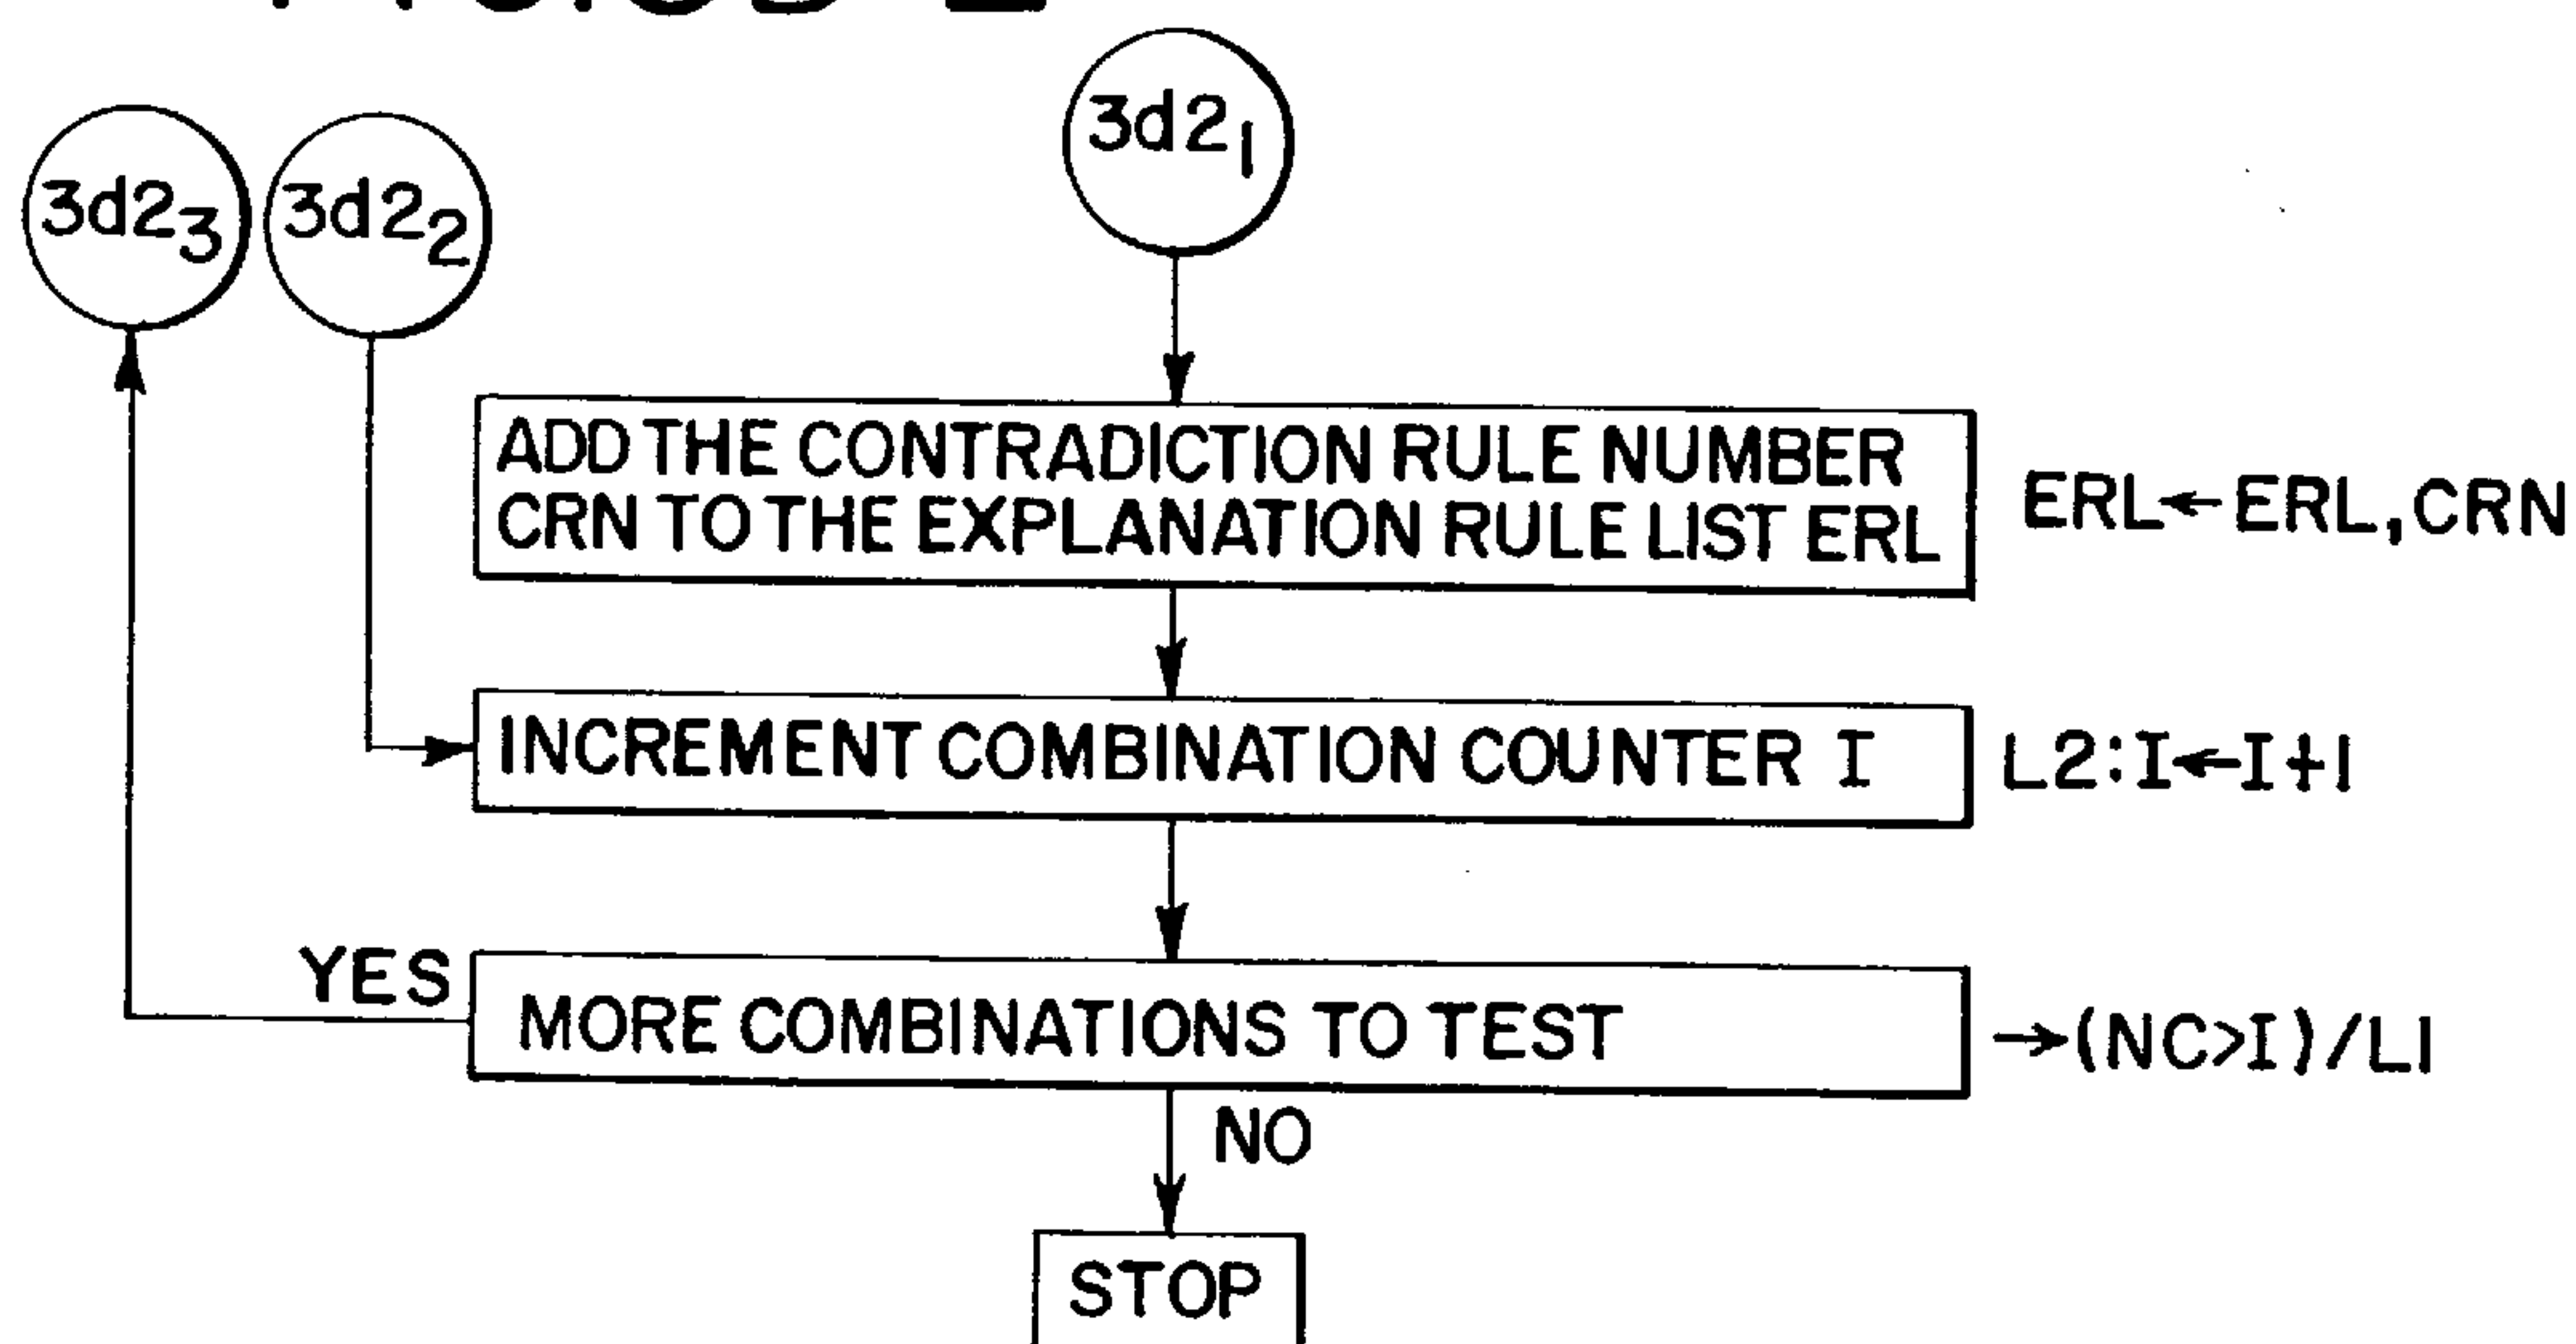 3d2₁
3d2₃
3d2₂
ADD THE CONTRADICTION RULE NUMBER
CRN TO THE EXPLANATION RULE LIST ERL
ERL←ERL,CRN
INCREMENT COMBINATION COUNTER I
L2:I←I+1
YES
MORE COMBINATIONS TO TEST
→(NC>I)/L1
NO
STOP